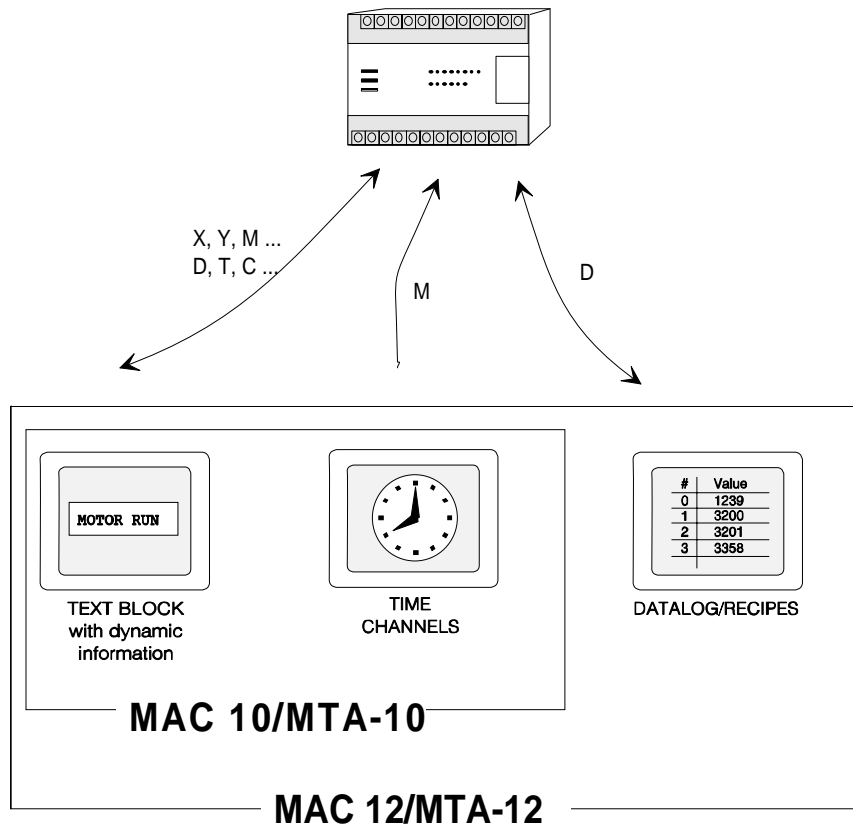 X, Y, M ...
D, T, C ...
M
D
MOTOR RUN
TEXT BLOCK
with dynamic
information
TIME
CHANNELS
# Value
0 1239
1 3200
2 3201
3 3358
DATALOG/RECIPES
MAC 10/MTA-10
MAC 12/MTA-12